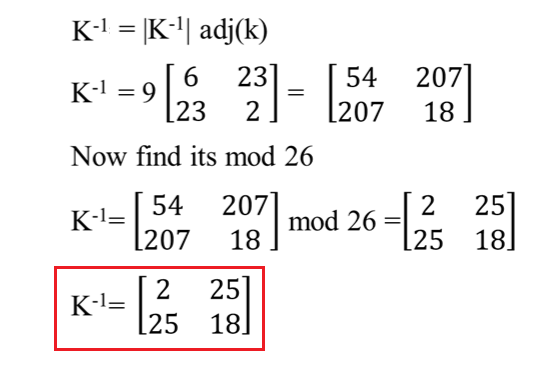 K⁻¹ = |K⁻¹| adj(k)
K⁻¹ = 9 [6 23; 23 2] = [54 207; 207 18]
Now find its mod 26
K⁻¹= [54 207; 207 18] mod 26 = [2 25; 25 18]
K⁻¹= [2 25; 25 18]